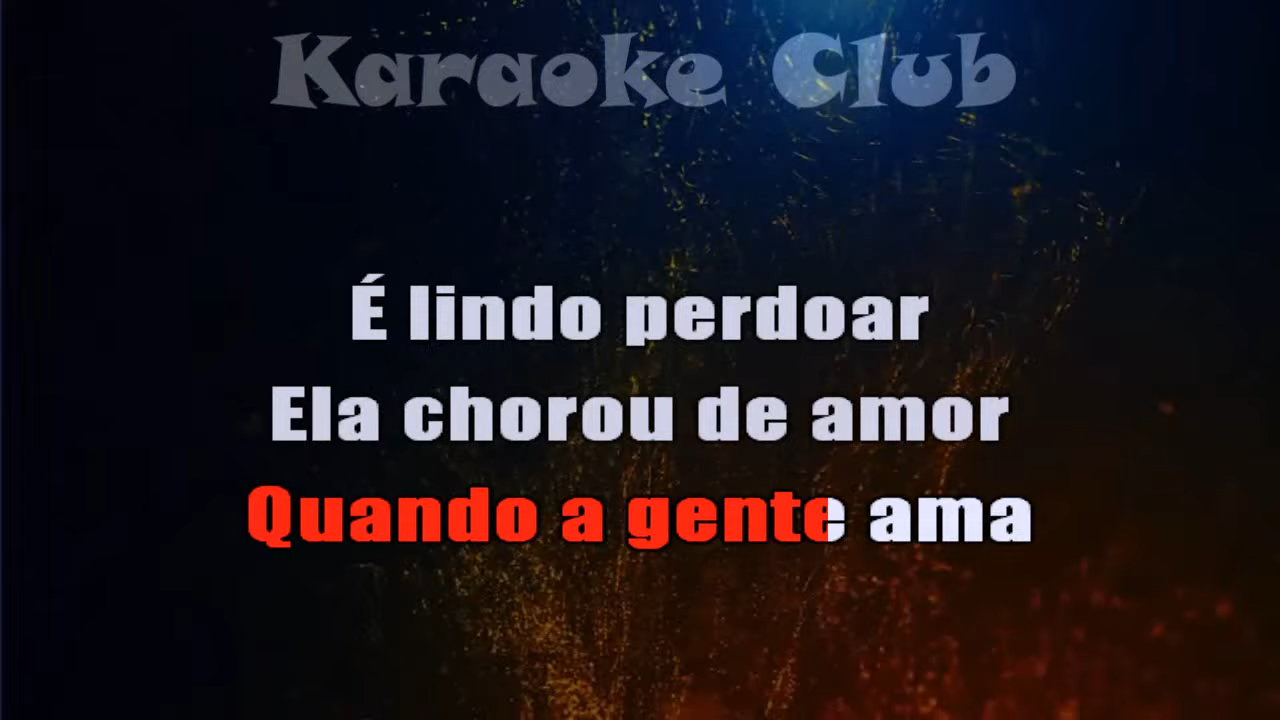 Karaoke Club
É lindo perdoar
Ela chorou de amor
Quando a gente ama